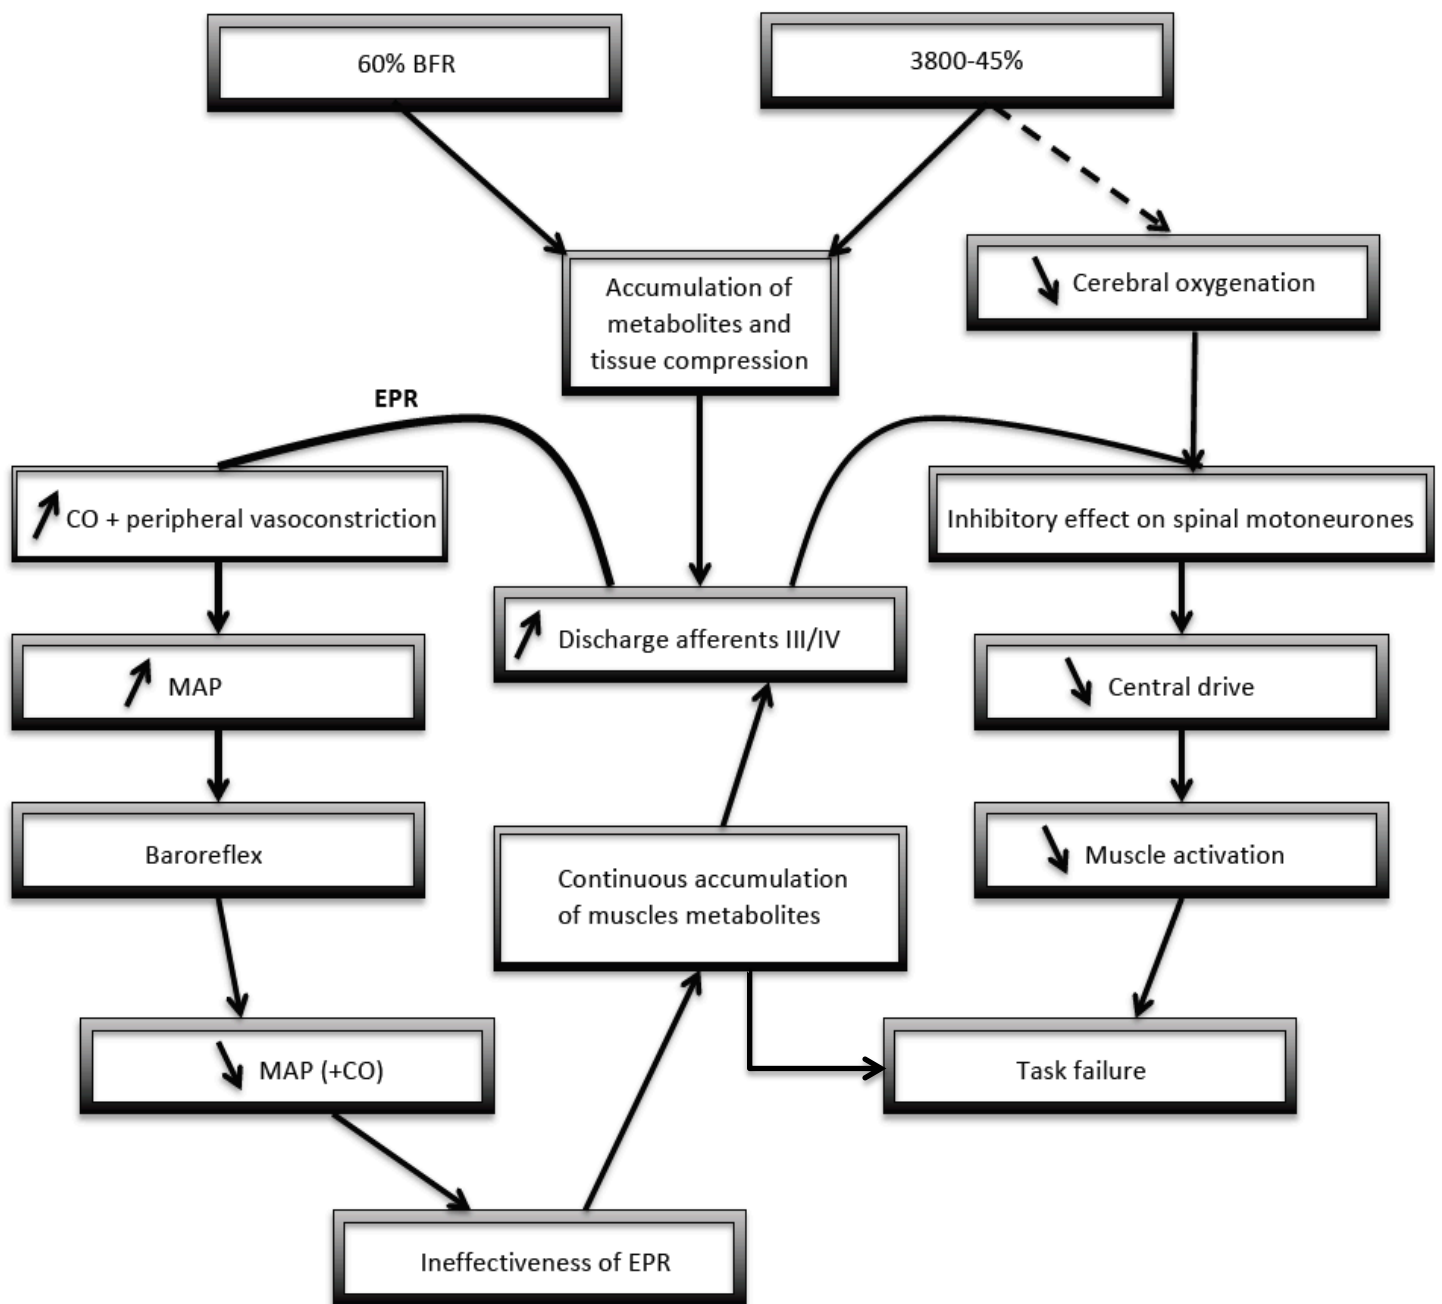 60% BFR
3800-45%
Cerebral oxygenation
Accumulation of
metabolites and
tissue compression
EPR
CO + peripheral vasoconstriction
Inhibitory effect on spinal motoneurones
Discharge afferents III/IV
MAP
Central drive
Baroreflex
Continuous accumulation
of muscles metabolites
Muscle activation
MAP (+CO)
Task failure
Ineffectiveness of EPR